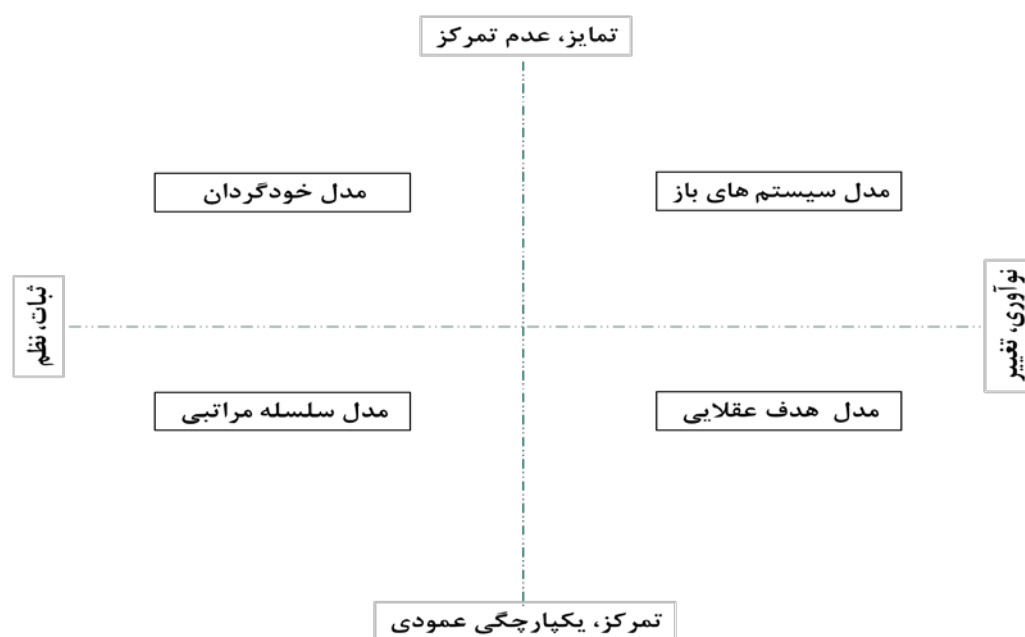 تمایز، عدم تمرکز
مدل سیستم های باز
مدل خودگردان
نوآوری، تغییر
ثبات، نظم
مدل هدف عقلایی
مدل سلسله مراتبی
تمرکز، یکپارچگی عمودی